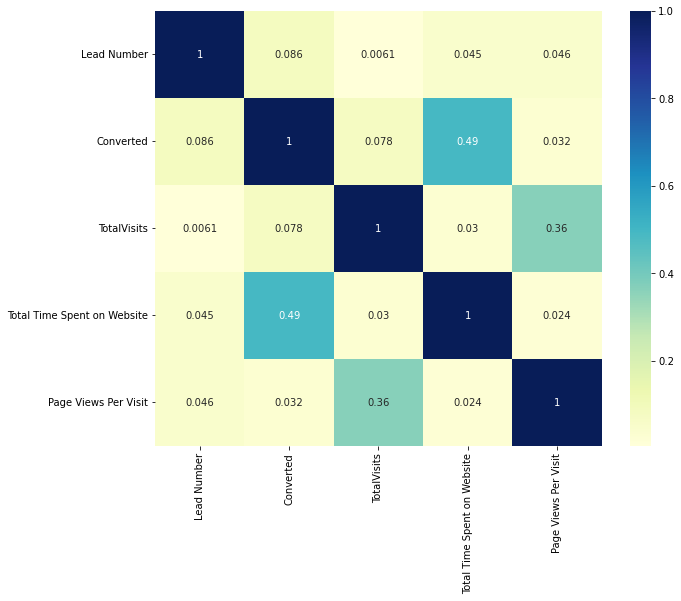 Lead Number 1 0.086 0.0061 0.045 0.046
Converted 0.086 1 0.078 0.49 0.032
TotalVisits 0.0061 0.078 1 0.03 0.36
Total Time Spent on Website 0.045 0.49 0.03 1 0.024
Page Views Per Visit 0.046 0.032 0.36 0.024 1
Lead Number
Converted
TotalVisits
Total Time Spent on Website
Page Views Per Visit
1.0
0.8
0.6
0.4
0.2